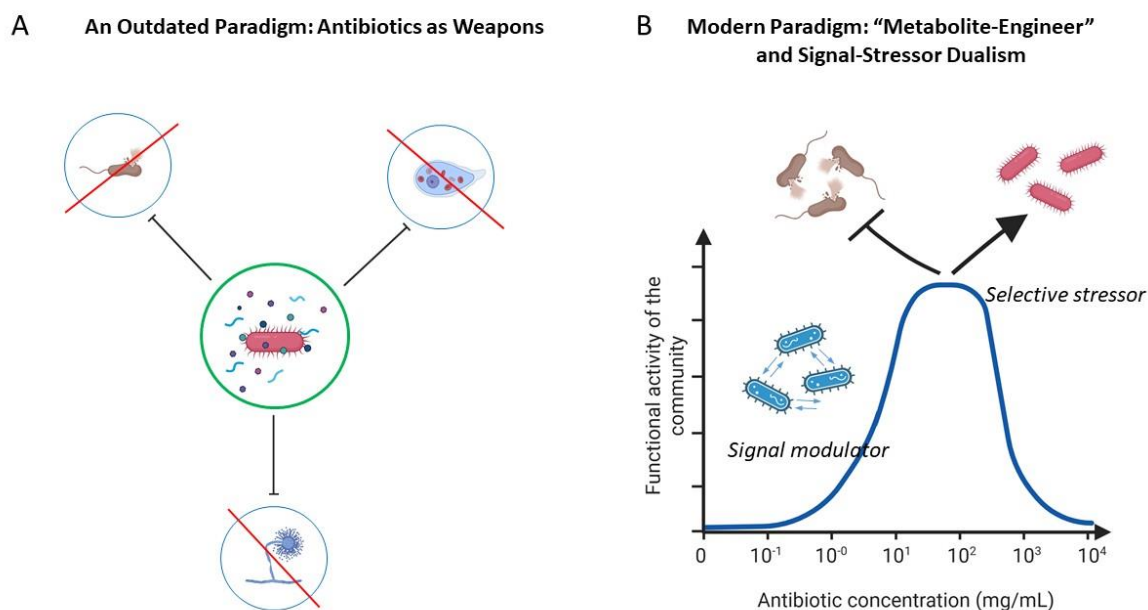 A
An Outdated Paradigm: Antibiotics as Weapons
B
Modern Paradigm: “Metabolite-Engineer”
and Signal-Stressor Dualism
Functional activity of the
community
Selective stressor
Signal modulator
0 10⁻¹ 10⁻⁰ 10¹ 10² 10³ 10⁴
Antibiotic concentration (mg/mL)